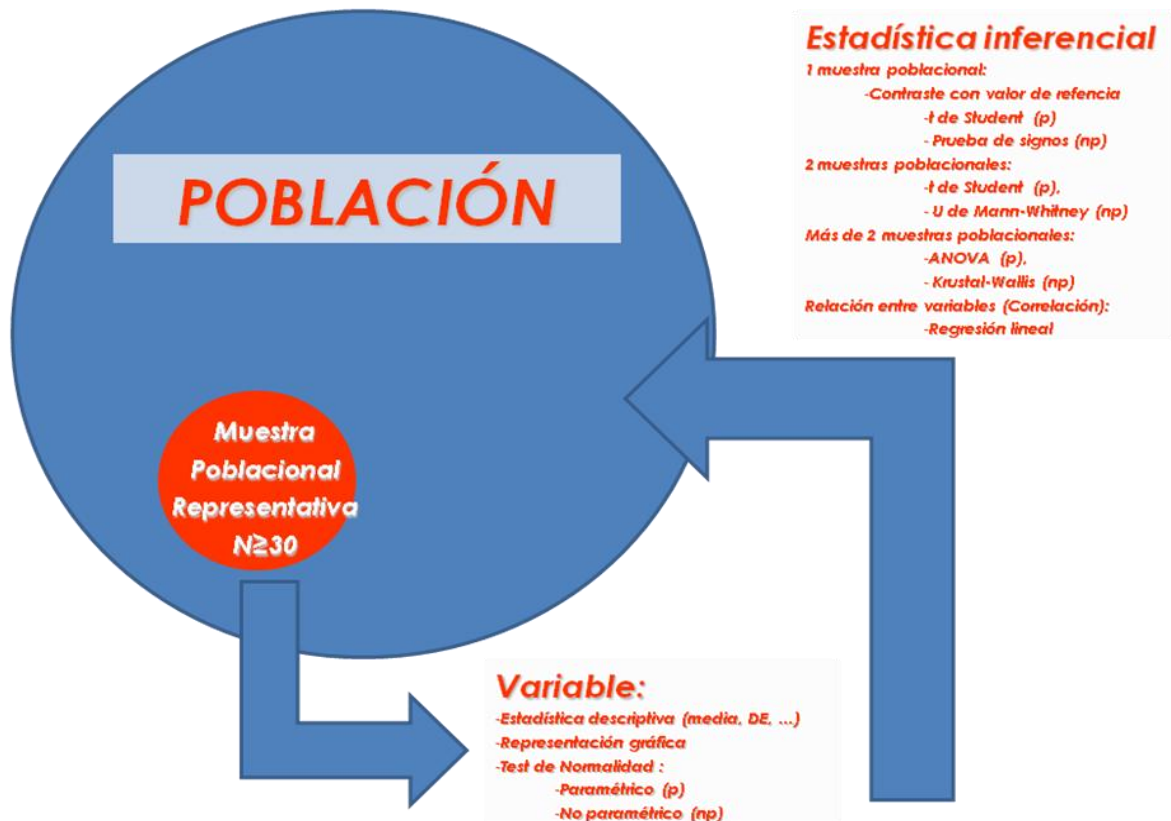 POBLACIÓN
Muestra
Poblacional
Representativa
N≥30
Variable:
-Estadística descriptiva (media, DE, ...)
-Representación gráfica
-Test de Normalidad :
-Paramétrico (p)
-No paramétrico (np)
Estadística inferencial
1 muestra poblacional:
-Contraste con valor de refencia
-t de Student (p)
- Prueba de signos (np)
2 muestras poblacionales:
-t de Student (p),
- U de Mann-Whitney (np)
Más de 2 muestras poblacionales:
-ANOVA (p),
- Krustal-Wallis (np)
Relación entre variables (Correlación):
-Regresión lineal